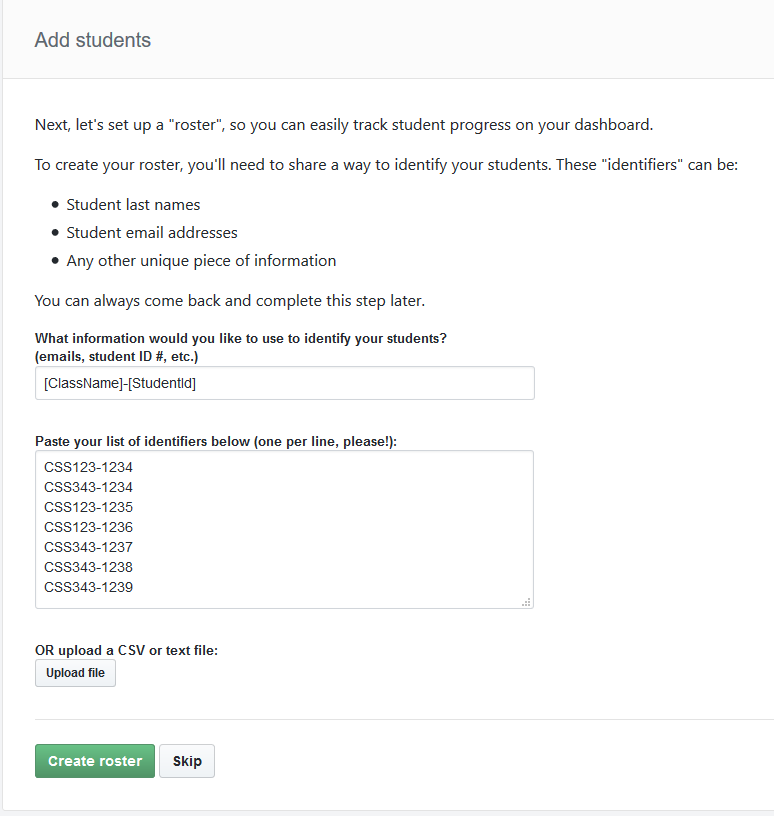 Add students
Next, let's set up a "roster", so you can easily track student progress on your dashboard.
To create your roster, you'll need to share a way to identify your students. These "identifiers" can be:
Student last names
Student email addresses
Any other unique piece of information
You can always come back and complete this step later.
What information would you like to use to identify your students?
(emails, student ID #, etc.)
[ClassName]-[StudentId]
Paste your list of identifiers below (one per line, please!):
CSS123-1234
CSS343-1234
CSS123-1235
CSS123-1236
CSS343-1237
CSS343-1238
CSS343-1239
OR upload a CSV or text file:
Upload file
Create roster Skip